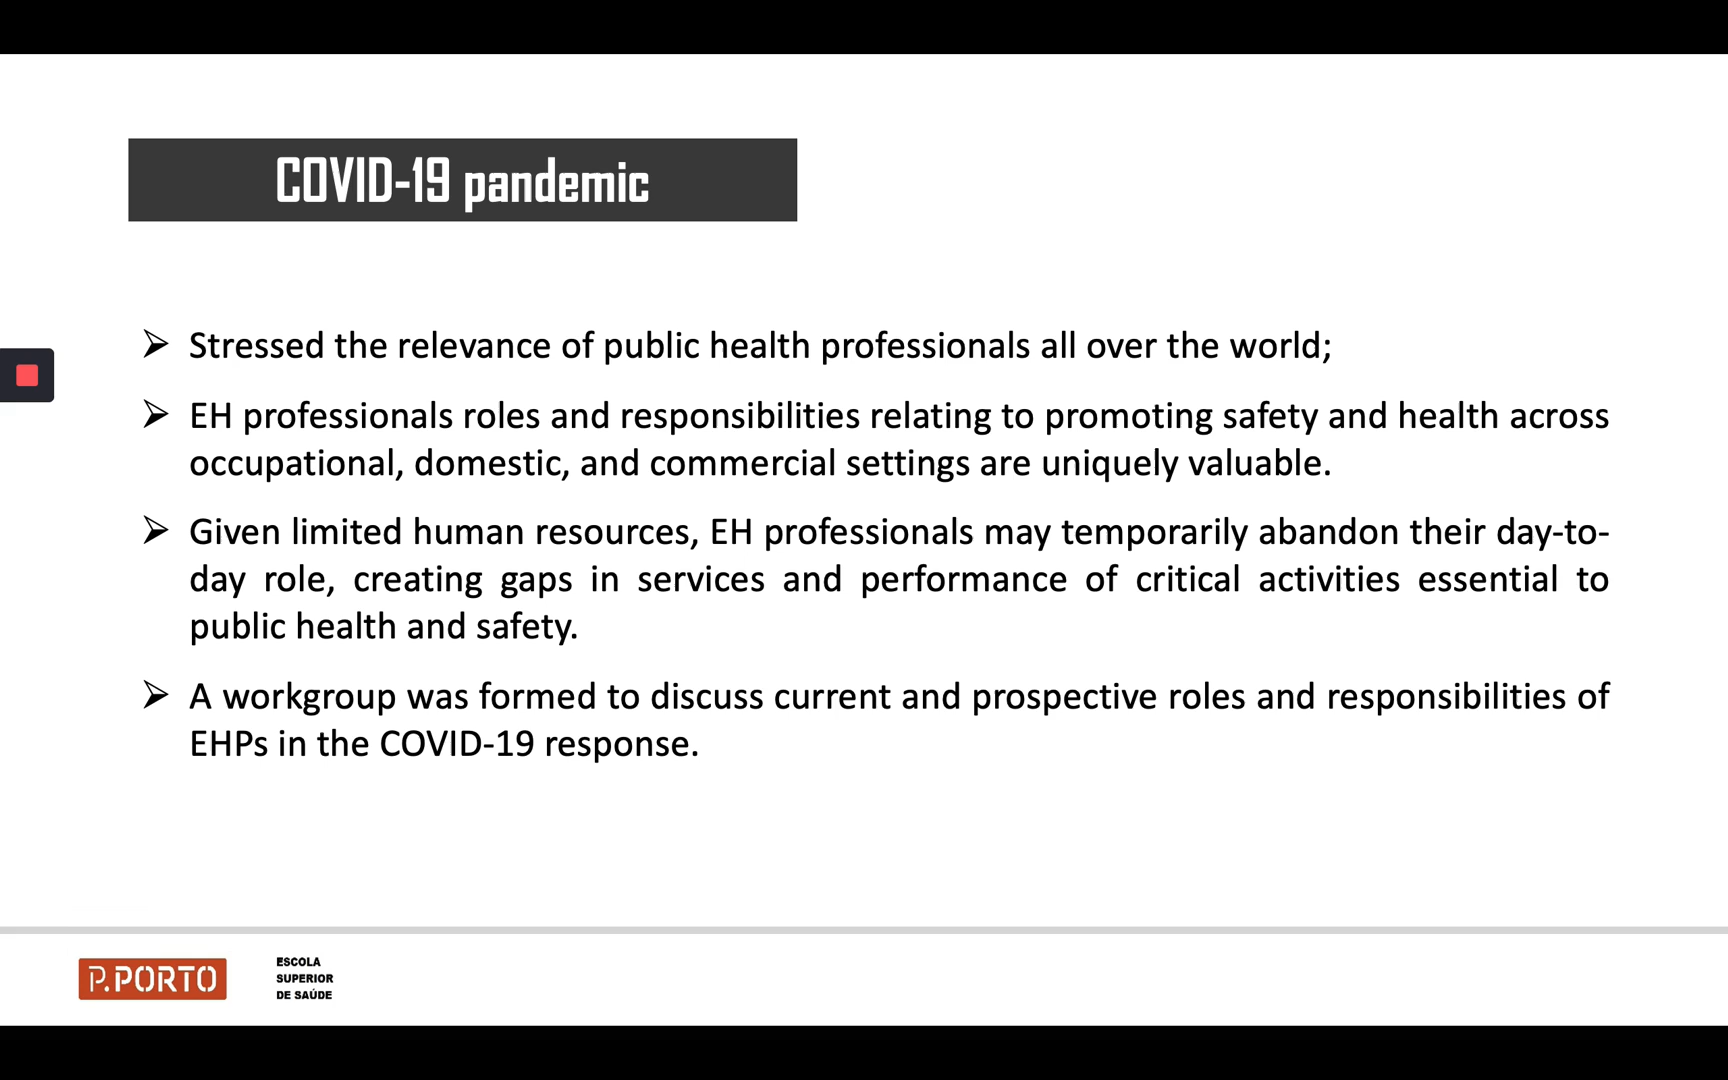 COVID-19 pandemic
➢ Stressed the relevance of public health professionals all over the world;
➢ EH professionals roles and responsibilities relating to promoting safety and health across
occupational, domestic, and commercial settings are uniquely valuable.
➢ Given limited human resources, EH professionals may temporarily abandon their day-to-
day role, creating gaps in services and performance of critical activities essential to
public health and safety.
➢ A workgroup was formed to discuss current and prospective roles and responsibilities of
EHPs in the COVID-19 response.
P.PORTO
ESCOLA
SUPERIOR
DE SAÚDE